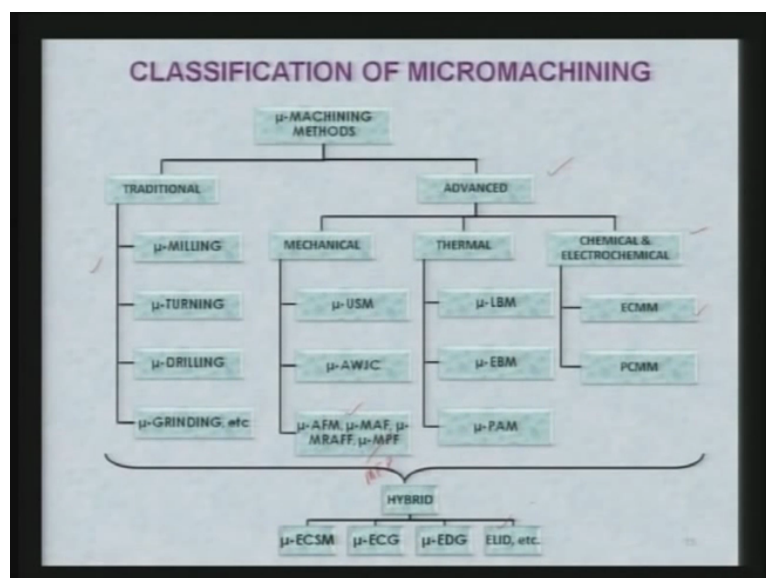 CLASSIFICATION OF MICROMACHINING
μ-MACHINING
METHODS
TRADITIONAL
ADVANCED
μ-MILLING
MECHANICAL
THERMAL
CHEMICAL &
ELECTROCHEMICAL
μ-TURNING
μ-USM
μ-LBM
ECMM
μ-DRILLING
μ-AWJC
μ-EBM
PCMM
μ-GRINDING, etc
μ-AFM, μ-MAF, μ-
MRAFF, μ-MPF
μ-PAM
HYBRID
μ-ECSM
μ-ECG
μ-EDG
ELID, etc.